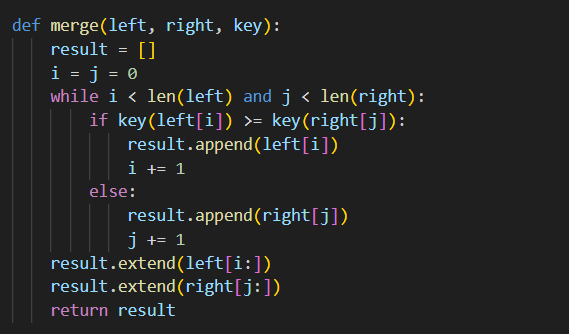 def merge(left, right, key):
    result = []
    i = j = 0
    while i < len(left) and j < len(right):
        if key(left[i]) >= key(right[j]):
            result.append(left[i])
            i += 1
        else:
            result.append(right[j])
            j += 1
    result.extend(left[i:])
    result.extend(right[j:])
    return result